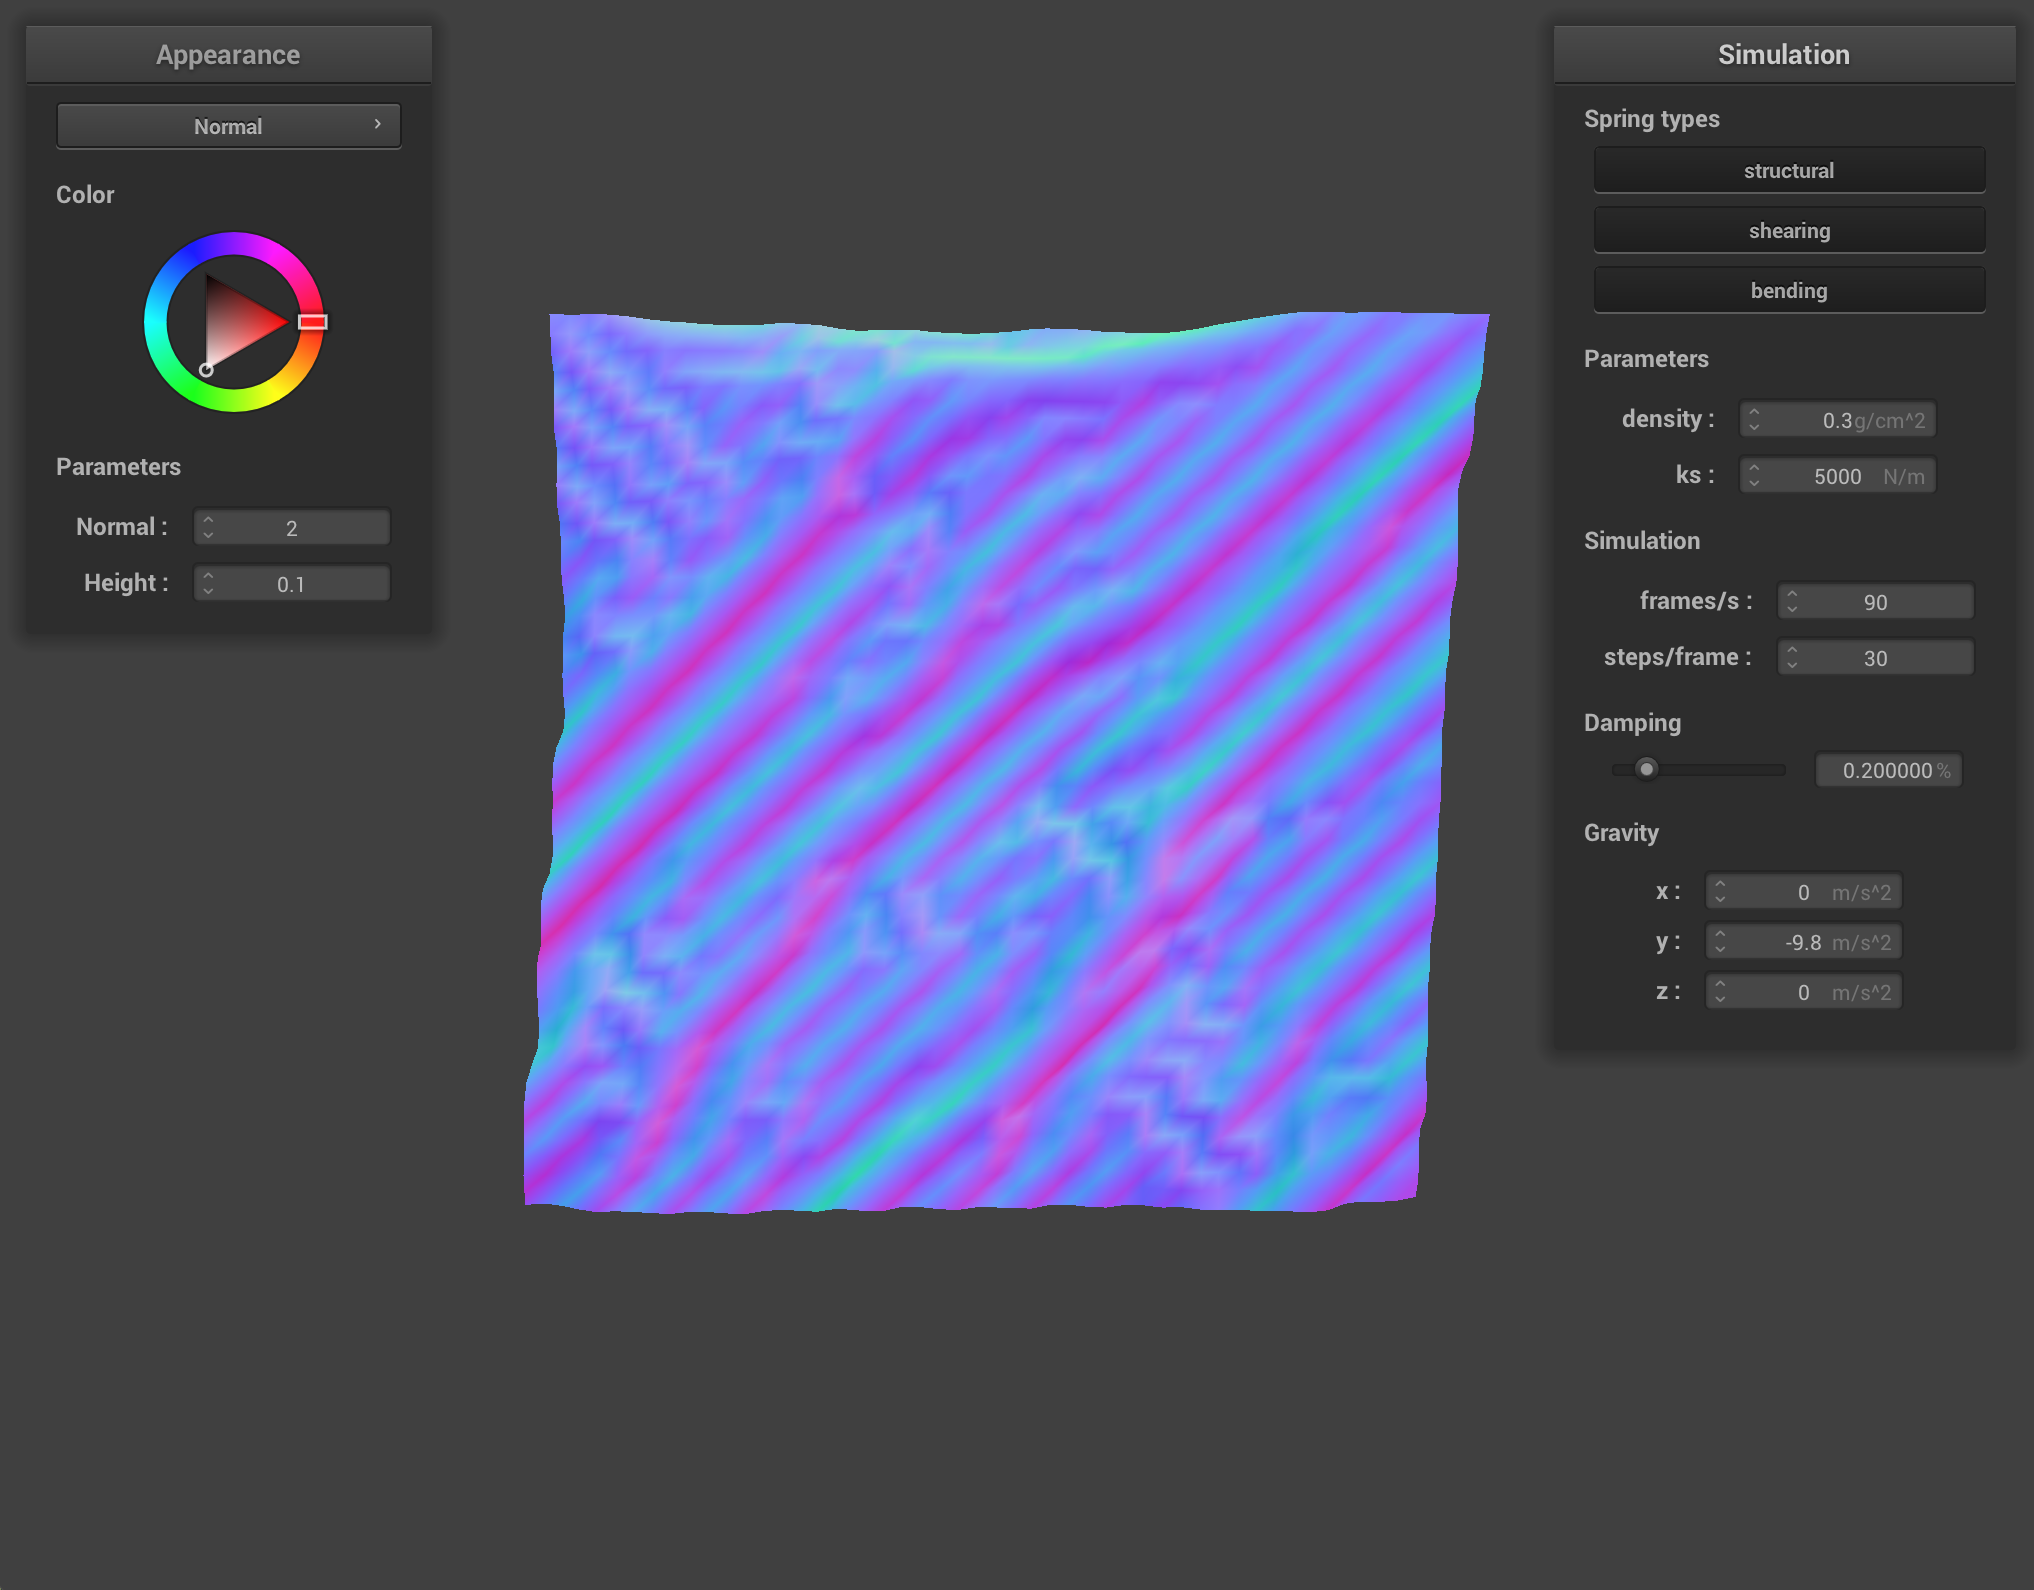 Appearance
Normal
Color
Parameters
Normal : 2
Height : 0.1
Simulation
Spring types
structural
shearing
bending
Parameters
density : 0.3g/cm^2
ks : 5000 N/m
Simulation
frames/s : 90
steps/frame : 30
Damping
0.200000%
Gravity
x : 0 m/s^2
y : -9.8 m/s^2
z : 0 m/s^2